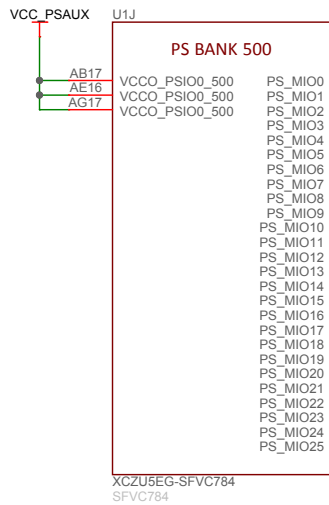 VCC_PSAUX U1J
PS BANK 500
AB17 VCCO_PSIO0_500 PS_MIO0
AE16 VCCO_PSIO0_500 PS_MIO1
AG17 VCCO_PSIO0_500 PS_MIO2
PS_MIO3
PS_MIO4
PS_MIO5
PS_MIO6
PS_MIO7
PS_MIO8
PS_MIO9
PS_MIO10
PS_MIO11
PS_MIO12
PS_MIO13
PS_MIO14
PS_MIO15
PS_MIO16
PS_MIO17
PS_MIO18
PS_MIO19
PS_MIO20
PS_MIO21
PS_MIO22
PS_MIO23
PS_MIO24
PS_MIO25
XCZU5EG-SFVC784
SFVC784